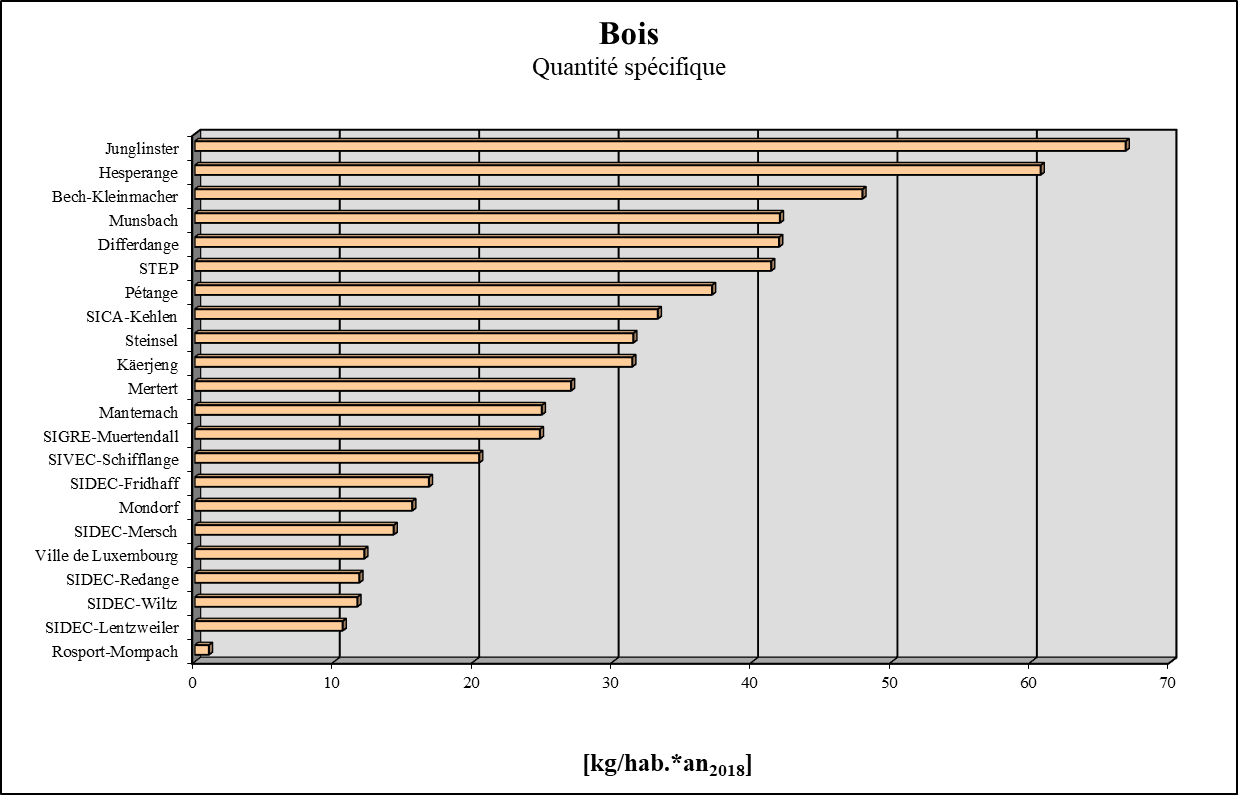 Bois
Quantité spécifique
Junglinster
Hesperange
Bech-Kleinmacher
Munsbach
Differdange
STEP
Pétange
SICA-Kehlen
Steinsel
Käerjeng
Mertert
Manternach
SIGRE-Muertendall
SIVEC-Schifflange
SIDEC-Fridhaff
Mondorf
SIDEC-Mersch
Ville de Luxembourg
SIDEC-Redange
SIDEC-Wiltz
SIDEC-Lentzweiler
Rosport-Mompach
0 10 20 30 40 50 60 70
[kg/hab.*an2018]